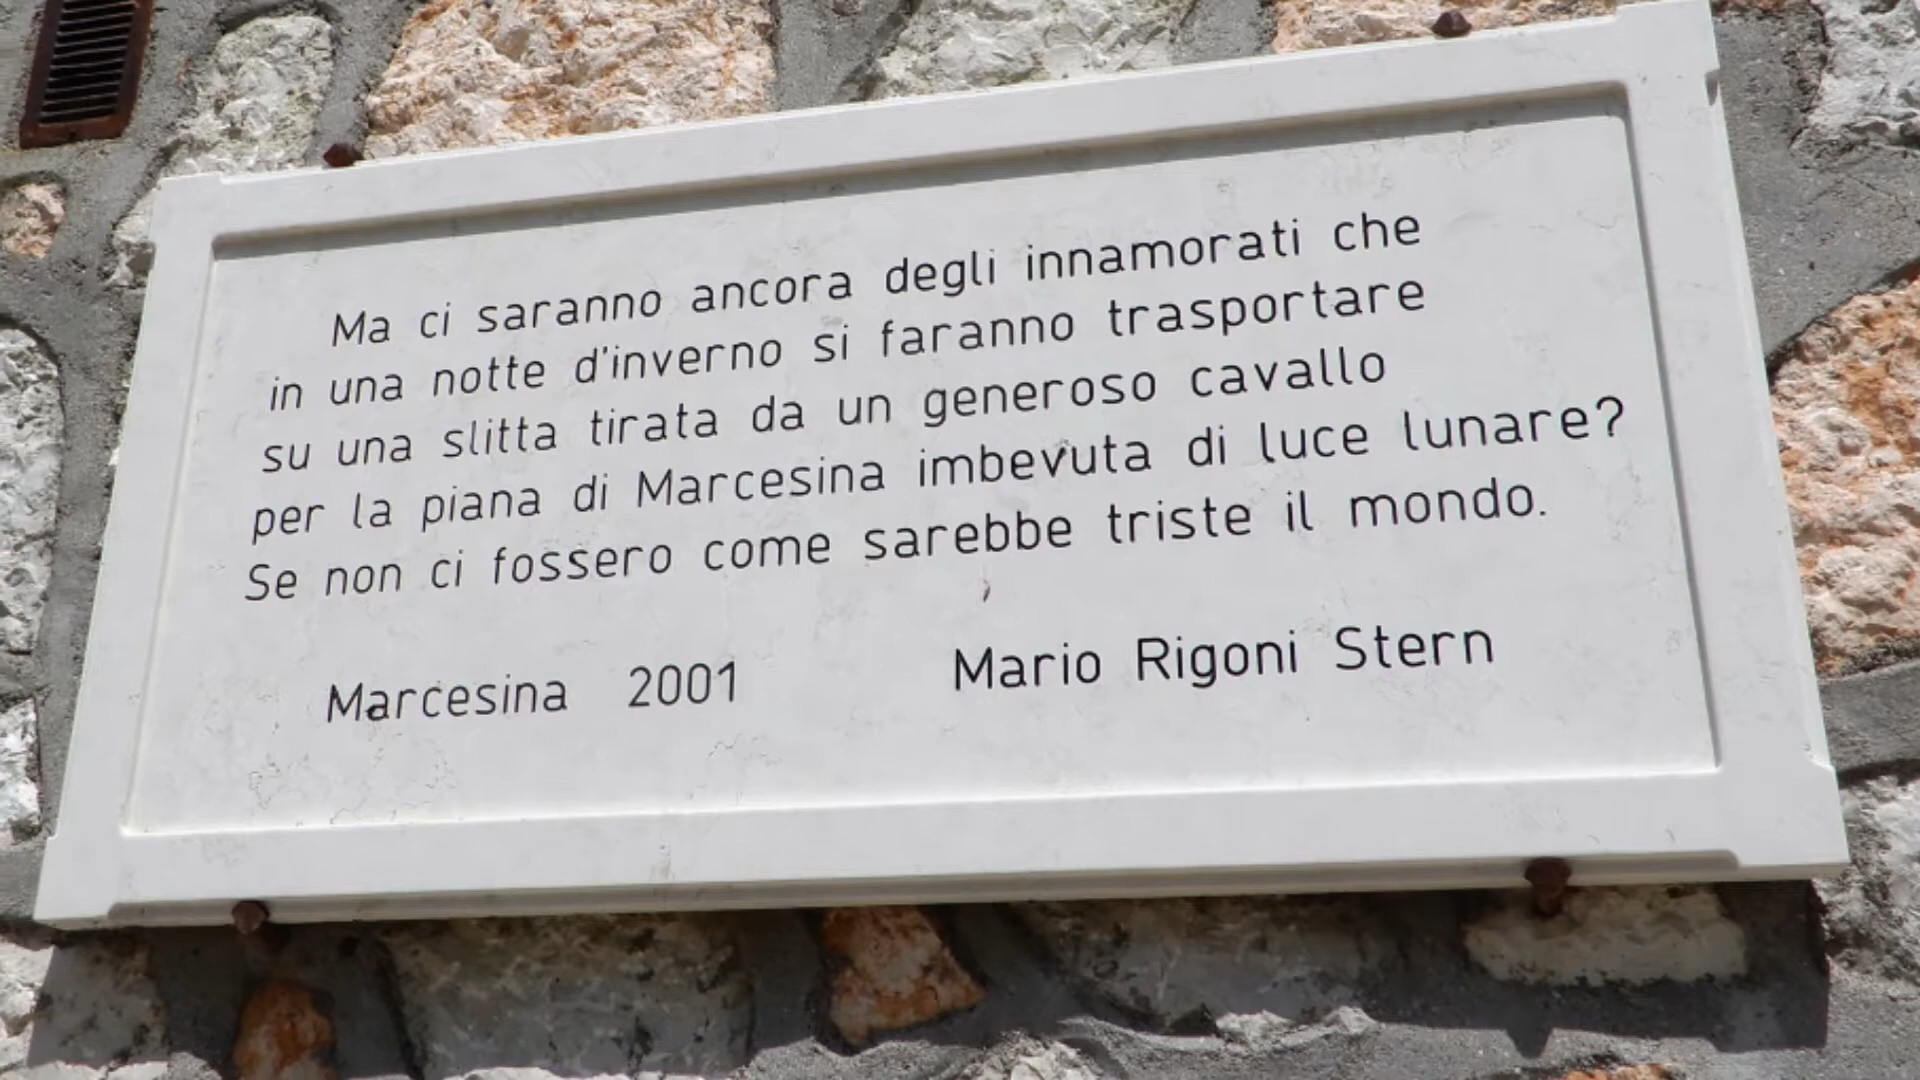 Ma ci saranno ancora degli innamorati che
in una notte d'inverno si faranno trasportare
su una slitta tirata da un generoso cavallo
per la piana di Marcesina imbevuta di luce lunare?
Se non ci fossero come sarebbe triste il mondo.
Marcesina 2001 Mario Rigoni Stern